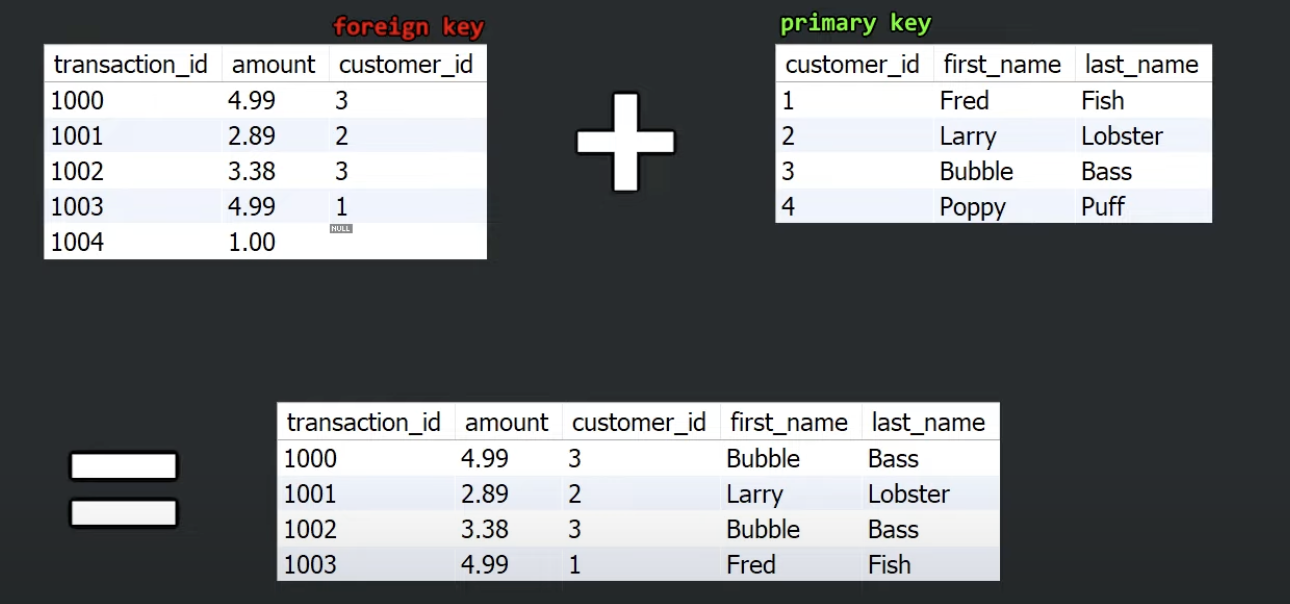 foreign key
transaction_id amount customer_id
1000 4.99 3
1001 2.89 2
1002 3.38 3
1003 4.99 1
NULL
1004 1.00
primary key
customer_id first_name last_name
1 Fred Fish
2 Larry Lobster
3 Bubble Bass
4 Poppy Puff
transaction_id amount customer_id first_name last_name
1000 4.99 3 Bubble Bass
1001 2.89 2 Larry Lobster
1002 3.38 3 Bubble Bass
1003 4.99 1 Fred Fish